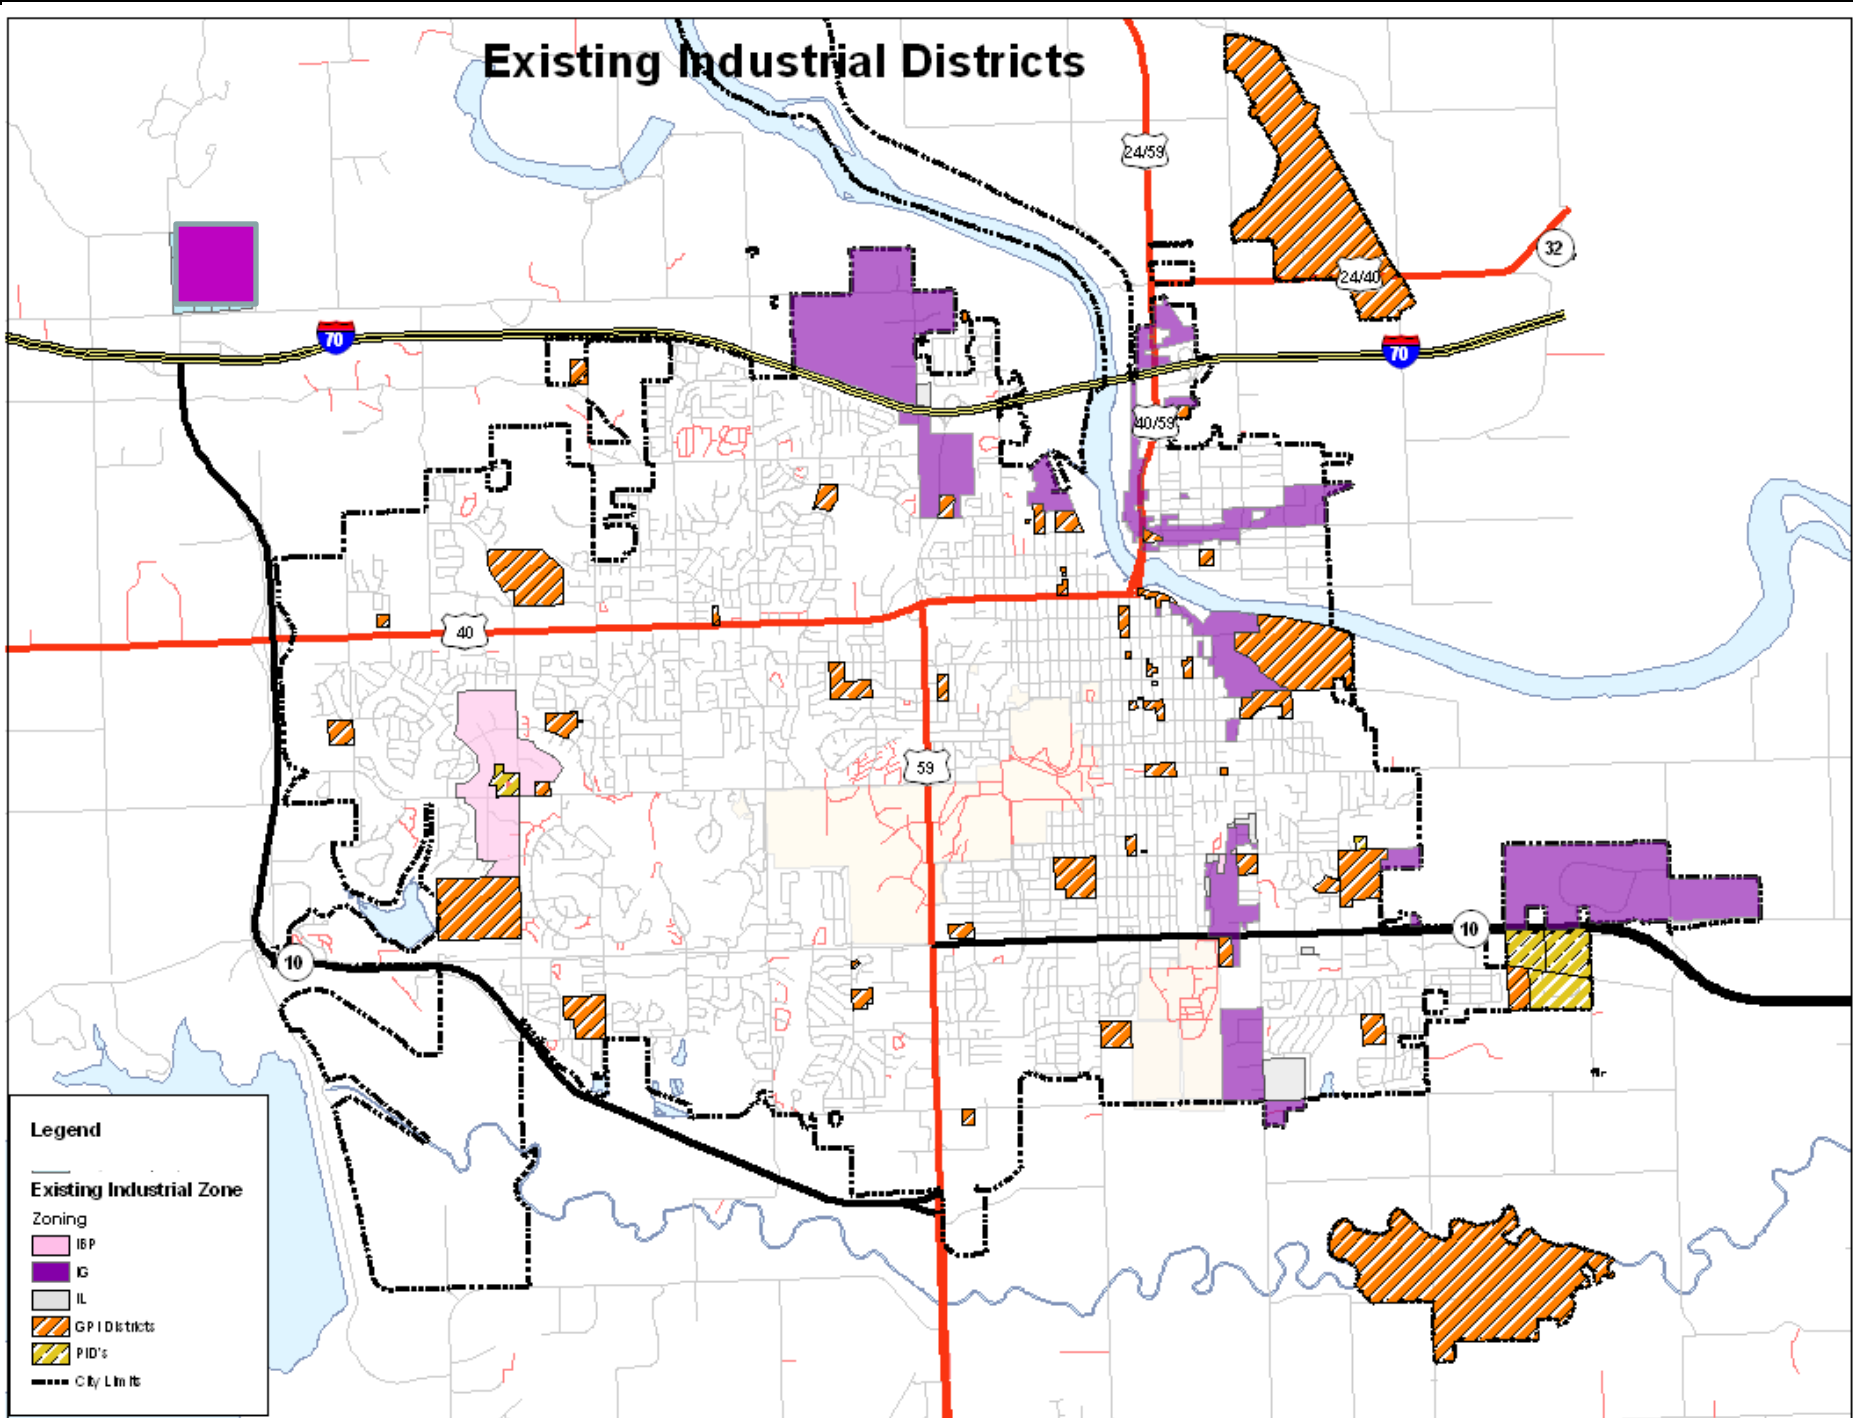 Existing Industrial Districts
24/59
32
24/40
70
70
40/59
40
59
10
10
Legend
Existing Industrial Zone
Zoning
IBP
IG
IL
GPI Districts
PID's
City Limits